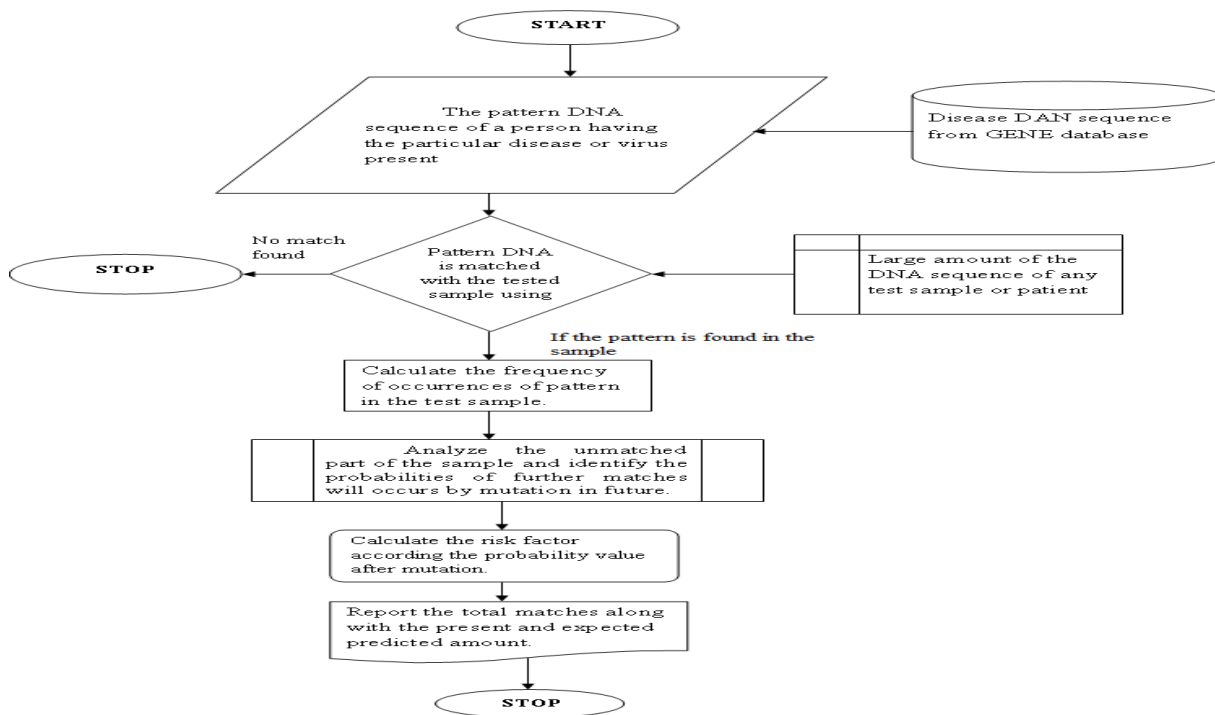 START
The pattern DNA
sequence of a person having
the particular disease or virus
present
Disease DAN sequence
from GENE database
No match
found
STOP
Pattern DNA
is matched
with the tested
sample using
Large amount of the
DNA sequence of any
test sample or patient
If the pattern is found in the
sample
Calculate the frequency
of occurrences of pattern
in the test sample.
Analyze the unmatched
part of the sample and identify the
probabilities of further matches
will occurs by mutation in future.
Calculate the risk factor
according the probability value
after mutation.
Report the total matches along
with the present and expected
predicted amount.
STOP